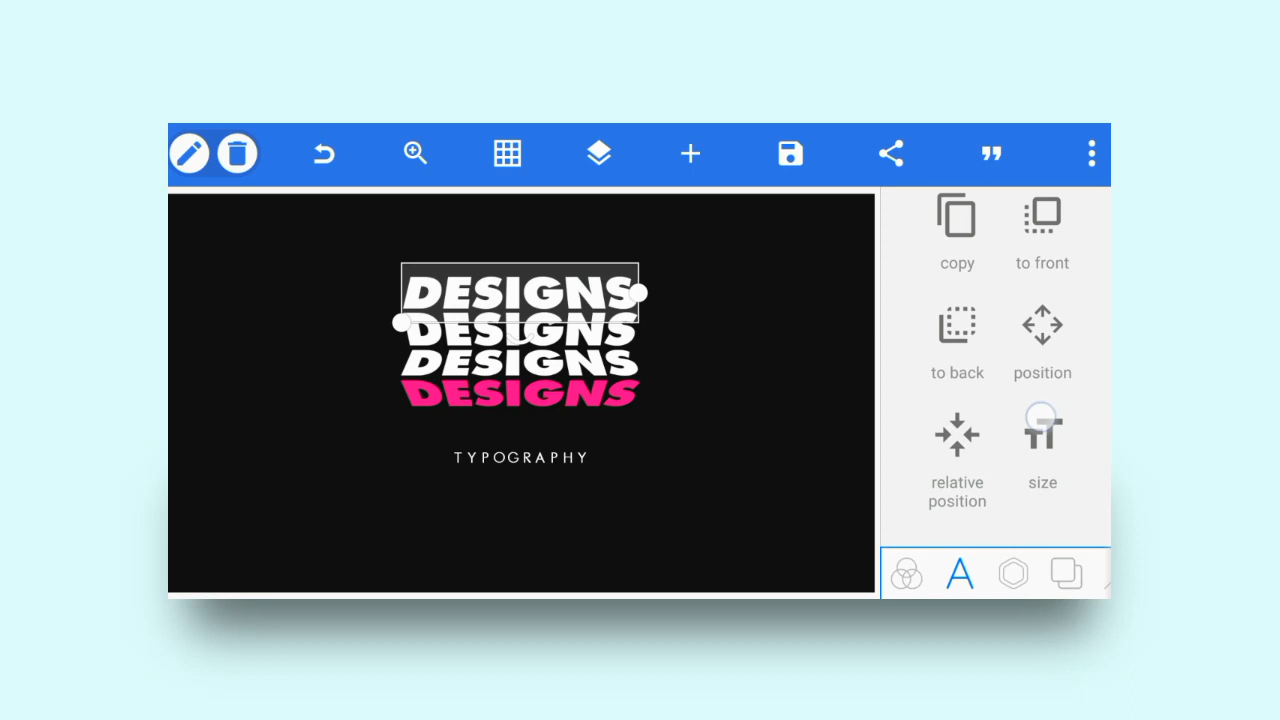 DESIGNS
DESIGNS
DESIGNS
DESIGNS
TYPOGRAPHY
copy
to front
to back
position
relative
position
size